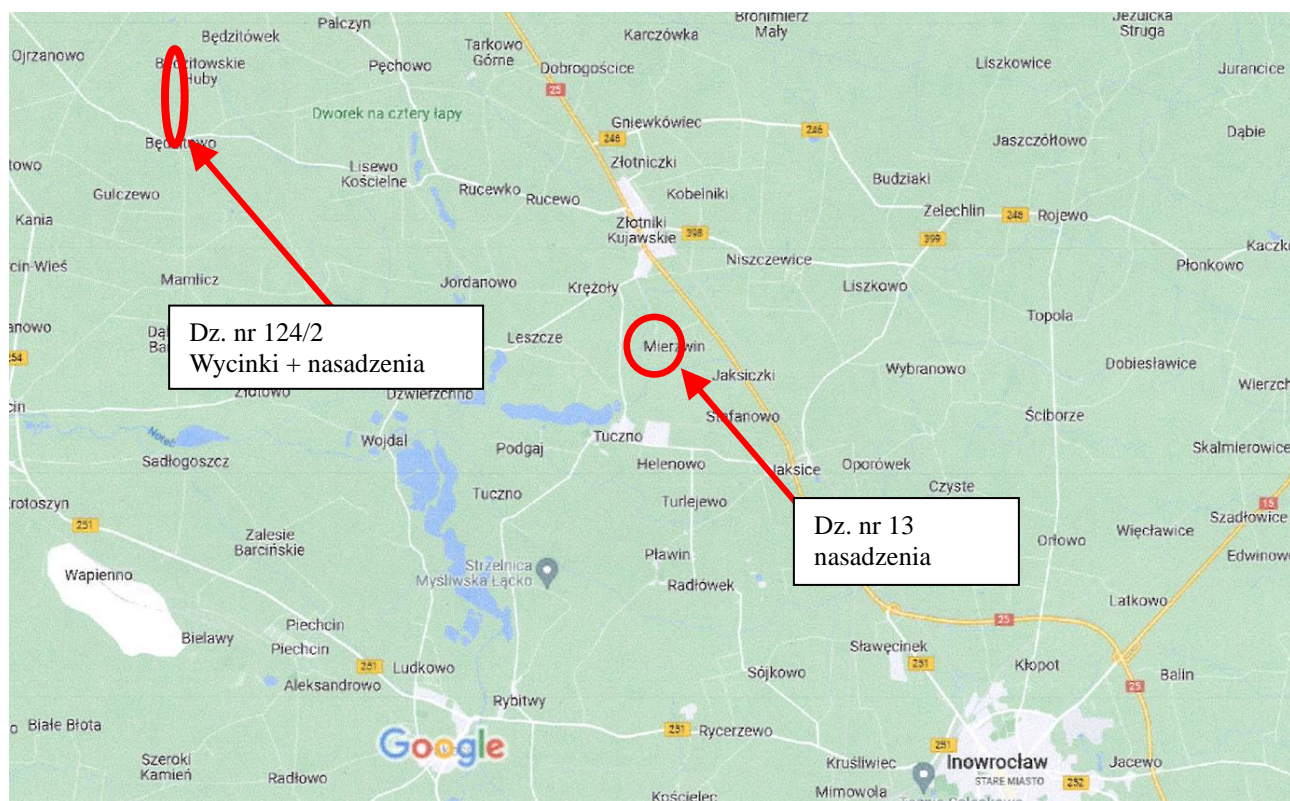 Palczyn
Bronimierz
Mały
Jezuicka
Struga
Będzitówek
Karczówka
Ojrzanowo
Tarkowo
Górne
Liszkowice
Jurancice
Będzitowskie
Huby
Pęchowo
Dobrogościce
25
Dworek na cztery łapy
Gniewkówiec
246
246
Dąbie
Jaszczółtowo
Będzitowo
Złotniczki
towo
Lisewo
Kościelne
Budziaki
Gulczewo
Rucewko
Rucewo
Kobelniki
Kania
Złotniki
Kujawskie
398
Żelechlin
246
Rojewo
399
Kaczko
cin-Wieś
Niszczewice
Płonkowo
Mamlicz
Jordanowo
Krężoły
Liszkowo
Dz. nr 124/2
Wycinki + nasadzenia
Topola
anowo
Leszcze
Mierzwin
254
Dobiesławice
Jaksiczki
Wybranowo
Wierzch
Złotowo
Dźwierzchno
cin
Stefanowo
Ściborze
Noteć
Wojdal
Tuczno
Podgaj
Skalmierowice
Sadłogoszcz
Helenowo
Jaksice
Oporówek
Tuczno
Czyste
Krotoszyn
Turlejewo
15
251
Szadłowice
Dz. nr 13
nasadzenia
Więcławice
Zalesie
Barcińskie
Orłowo
Pławin
Edwinowo
Strzelnica
Myśliwska Łącko
Wapienno
Radłówek
Latkowo
Piechcin
25
Bielawy
Piechcin
Sławęcinek
251
Ludkowo
251
Kłopot
Sójkowo
Balin
Aleksandrowo
25
Rybitwy
Białe Błota
251
Rycerzewo
Google
251
Szeroki
Kamień
Inowrocław
STARE MIASTO
Kruśliwiec
Jacewo
Radłowo
252
Mimowola
Kościelec